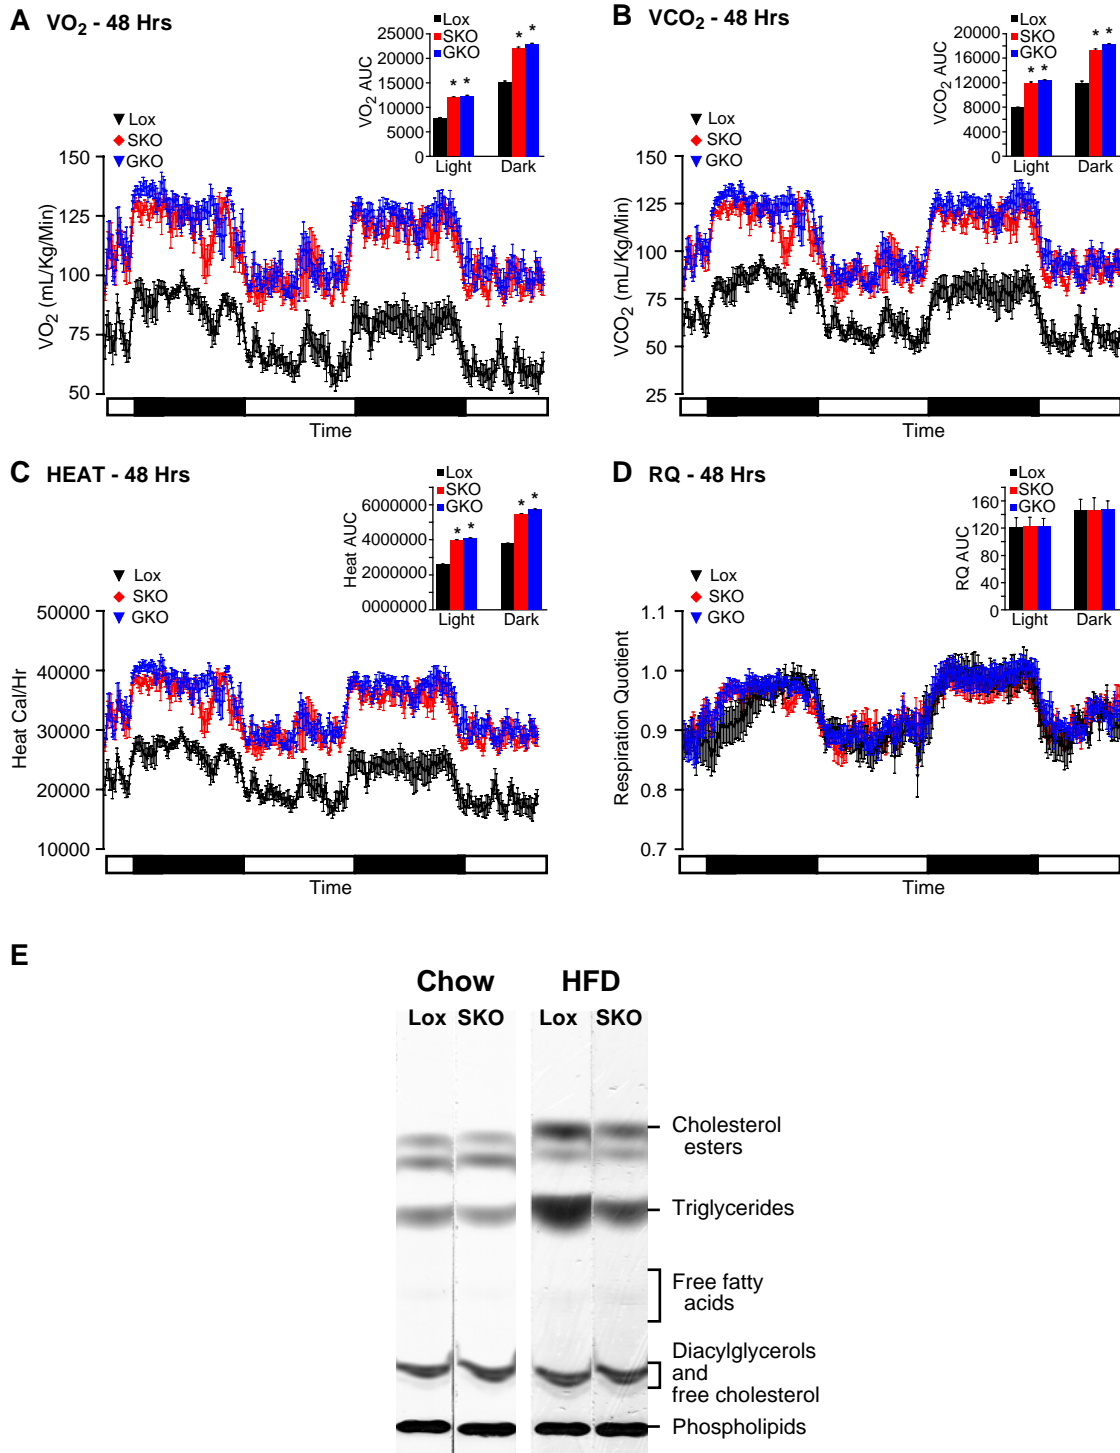 A VO2 - 48 Hrs
Lox
SKO
GKO
25000
20000
15000
10000
5000
0
VO2 AUC
* * * *
Light Dark
Lox
SKO
GKO
150
125
100
75
50
VO2 (mL/Kg/Min)
Time
B VCO2 - 48 Hrs
Lox
SKO
GKO
20000
16000
12000
8000
4000
0
VCO2 AUC
* * * *
Light Dark
Lox
SKO
GKO
150
125
100
75
50
25
VCO2 (mL/Kg/Min)
Time
C HEAT - 48 Hrs
Lox
SKO
GKO
6000000
4000000
2000000
0000000
Heat AUC
* * * *
Light Dark
Lox
SKO
GKO
50000
40000
30000
20000
10000
Heat Cal/Hr
Time
D RQ - 48 Hrs
Lox
SKO
GKO
160
120
80
40
0
RQ AUC
Light Dark
Lox
SKO
GKO
1.1
1.0
0.9
0.8
0.7
Respiration Quotient
Time
E
Chow HFD
Lox SKO Lox SKO
Cholesterol
esters
Triglycerides
Free fatty
acids
Diacylglycerols
and
free cholesterol
Phospholipids